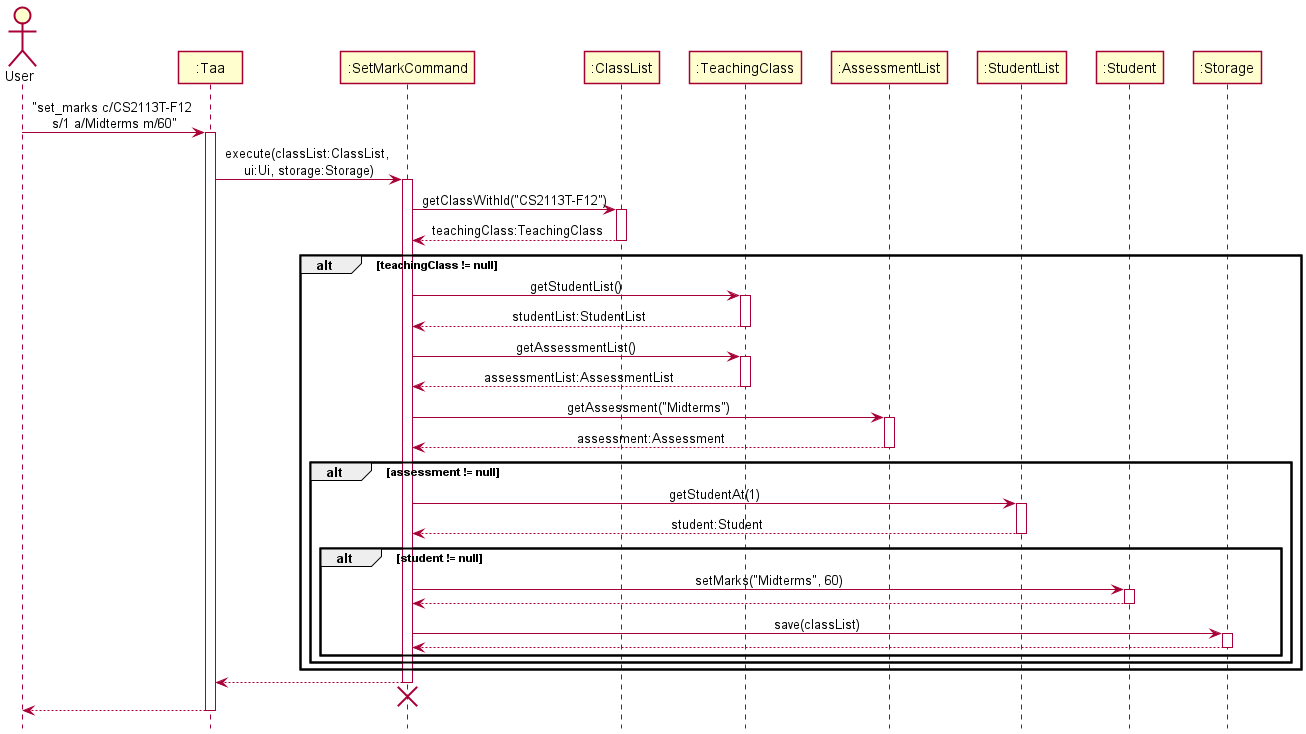 User
:Taa
:SetMarkCommand
:ClassList
:TeachingClass
:AssessmentList
:StudentList
:Student
:Storage
"set_marks c/CS2113T-F12
s/1 a/Midterms m/60"
execute(classList:ClassList,
ui:Ui, storage:Storage)
getClassWithId("CS2113T-F12")
teachingClass:TeachingClass
alt [teachingClass != null]
getStudentList()
studentList:StudentList
getAssessmentList()
assessmentList:AssessmentList
getAssessment("Midterms")
assessment:Assessment
alt [assessment != null]
getStudentAt(1)
student:Student
alt [student != null]
setMarks("Midterms", 60)
save(classList)